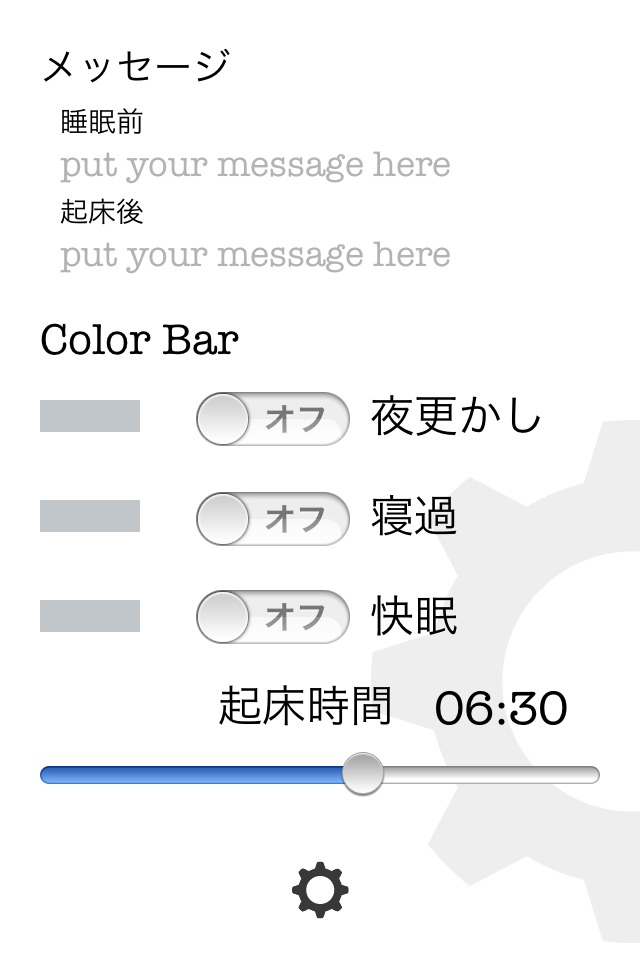 メッセージ
睡眠前
put your message here
起床後
put your message here
Color Bar
オフ 夜更かし
オフ 寝過
オフ 快眠
起床時間 06:30